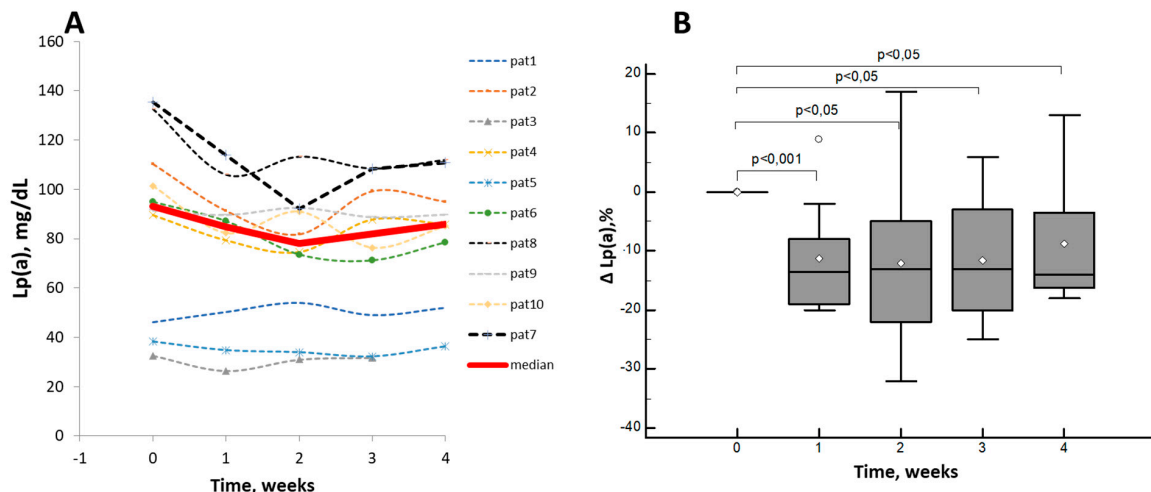 A
Lp(a), mg/dL
160
140
120
100
80
60
40
20
0
-1
0
1
2
3
4
Time, weeks
pat1
pat2
pat3
pat4
pat5
pat6
pat8
pat9
pat10
pat7
median
B
Δ Lp(a),%
20
10
0
-10
-20
-30
-40
p<0,05
p<0,05
p<0,05
p<0,001
0
1
2
3
4
Time, weeks